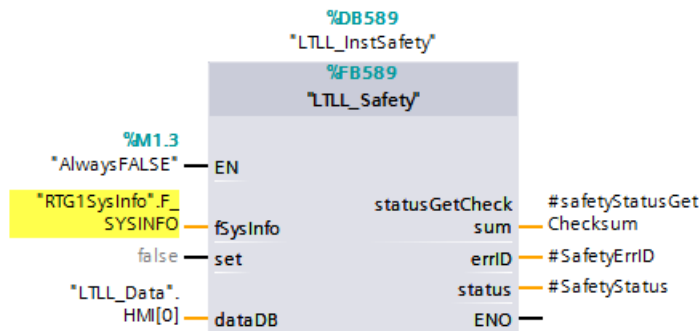 %DB589
"LTLL_InstSafety"
%FB589
"LTLL_Safety"
%M1.3
"AlwaysFALSE"
EN
"RTG1SysInfo".F_
SYSINFO
fSysInfo
statusGetCheck
sum
#safetyStatusGet
Checksum
false
set
errID
#SafetyErrID
status
#SafetyStatus
"LTLL_Data".
HMI[0]
dataDB
ENO